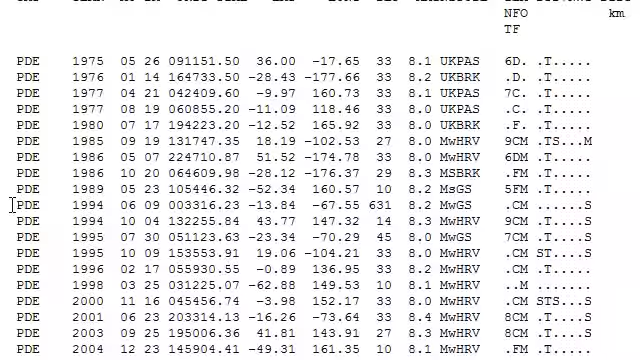 NFO km
TF
PDE 1975 05 26 091151.50 36.00 -17.65 33 8.1 UKPAS 6D. .T.....
PDE 1976 01 14 164733.50 -28.43 -177.66 33 8.2 UKBRK .D. .T.....
PDE 1977 04 21 042409.60 -9.97 160.73 33 8.1 UKPAS 7C. .T.....
PDE 1977 08 19 060855.20 -11.09 118.46 33 8.0 UKPAS .C. .T.....
PDE 1980 07 17 194223.20 -12.52 165.92 33 8.0 UKBRK .F. .T.....
PDE 1985 09 19 131747.35 18.19 -102.53 27 8.0 MwHRV 9CM .TS...M
PDE 1986 05 07 224710.87 51.52 -174.78 33 8.0 MwHRV 6DM .T.....
PDE 1986 10 20 064609.98 -28.12 -176.37 29 8.3 MSBRK .FM .T.....
PDE 1989 05 23 105446.32 -52.34 160.57 10 8.2 MsGS 5FM .T.....
PDE 1994 06 09 003316.23 -13.84 -67.55 631 8.2 MwGS .CM ......S
PDE 1994 10 04 132255.84 43.77 147.32 14 8.3 MwHRV 9CM .T....S
PDE 1995 07 30 051123.63 -23.34 -70.29 45 8.0 MwGS 7CM .T....S
PDE 1995 10 09 153553.91 19.06 -104.21 33 8.0 MwHRV .CM ST....S
PDE 1996 02 17 055930.55 -0.89 136.95 33 8.2 MwHRV .CM .T.....
PDE 1998 03 25 031225.07 -62.88 149.53 10 8.1 MwHRV ..M ......S
PDE 2000 11 16 045456.74 -3.98 152.17 33 8.0 MwHRV .CM STS...S
PDE 2001 06 23 203314.13 -16.26 -73.64 33 8.4 MwHRV 8CM .T....S
PDE 2003 09 25 195006.36 41.81 143.91 27 8.3 MwHRV 8CM .T....S
PDE 2004 12 23 145904.41 -49.31 161.35 10 8.1 MwHRV .FM .T.....